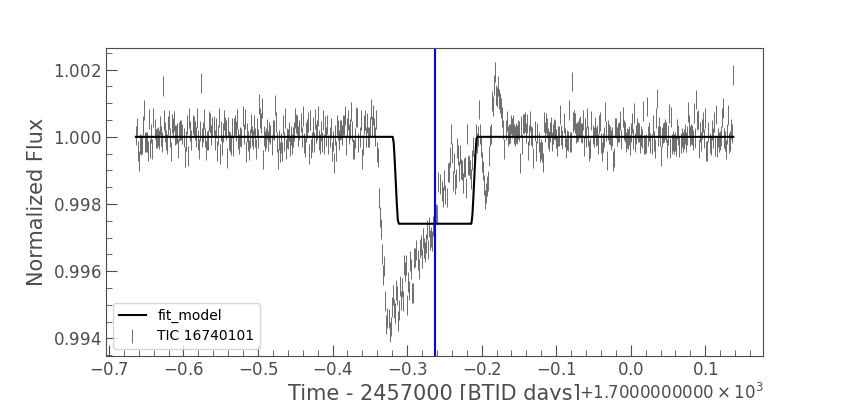 1.002
1.000
0.998
0.996
0.994
Normalized Flux
fit_model
TIC 16740101
−0.7 −0.6 −0.5 −0.4 −0.3 −0.2 −0.1 0.0 0.1
Time - 2457000 [BTJD days]
+1.7000000000 × 10³